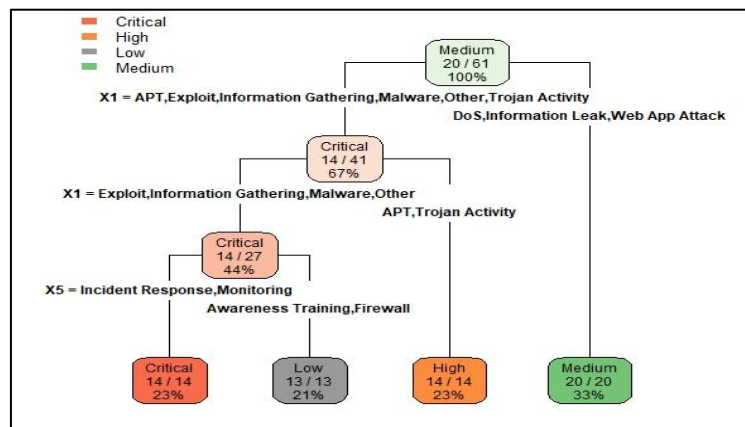 Critical
High
Low
Medium
Medium
20 / 61
100%
X1 = APT,Exploit,Information Gathering,Malware,Other,Trojan Activity
DoS,Information Leak,Web App Attack
Critical
14 / 41
67%
X1 = Exploit,Information Gathering,Malware,Other
APT,Trojan Activity
Critical
14 / 27
44%
X5 = Incident Response,Monitoring
Awareness Training,Firewall
Critical
14 / 14
23%
Low
13 / 13
21%
High
14 / 14
23%
Medium
20 / 20
33%